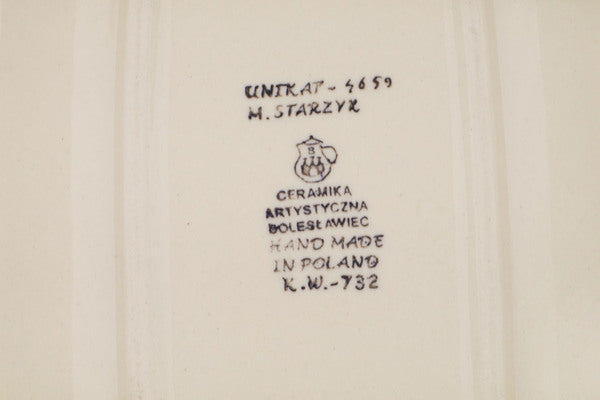 UNIKAT - 4659
M. STARZYK
B
CERAMIKA
ARTYSTYCZNA
BOLESŁAWIEC
HAND MADE
IN POLAND
K.W.-732